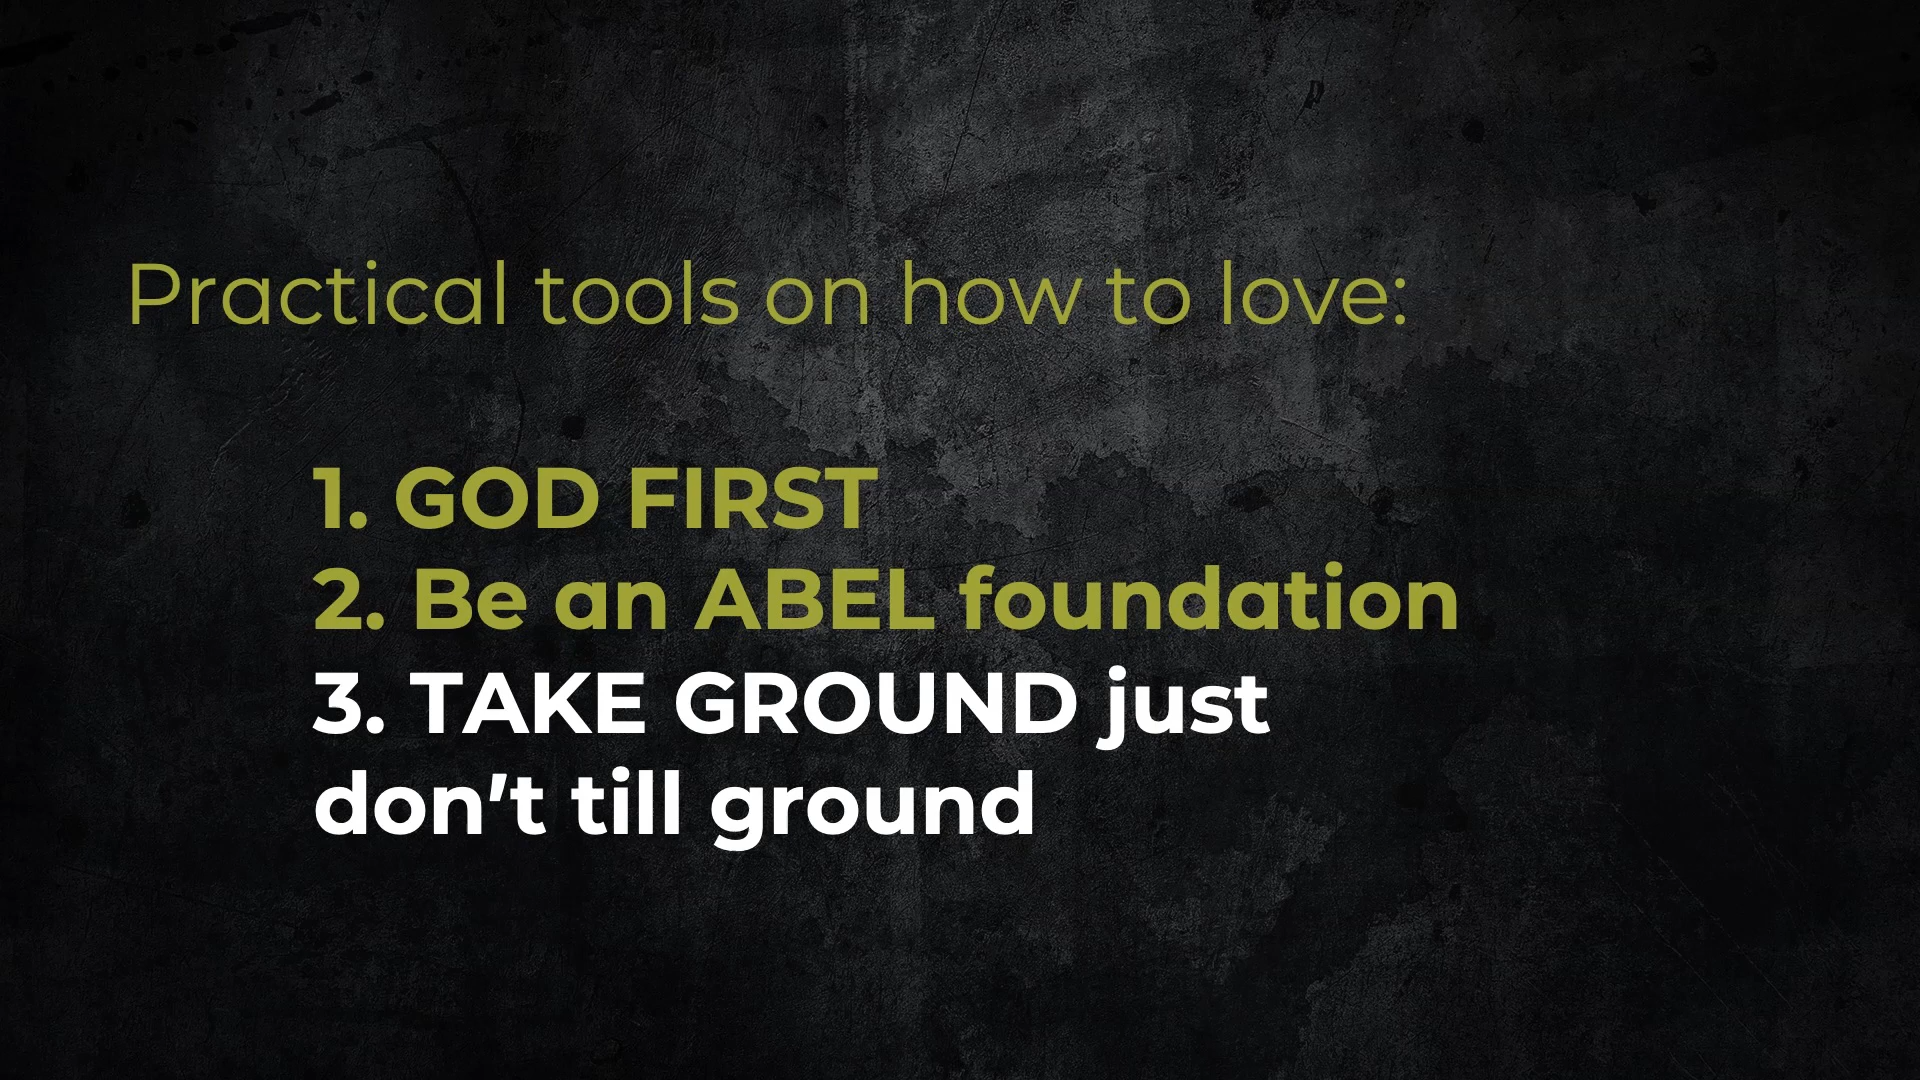 Practical tools on how to love:
1. GOD FIRST
2. Be an ABEL foundation
3. TAKE GROUND just
don't till ground